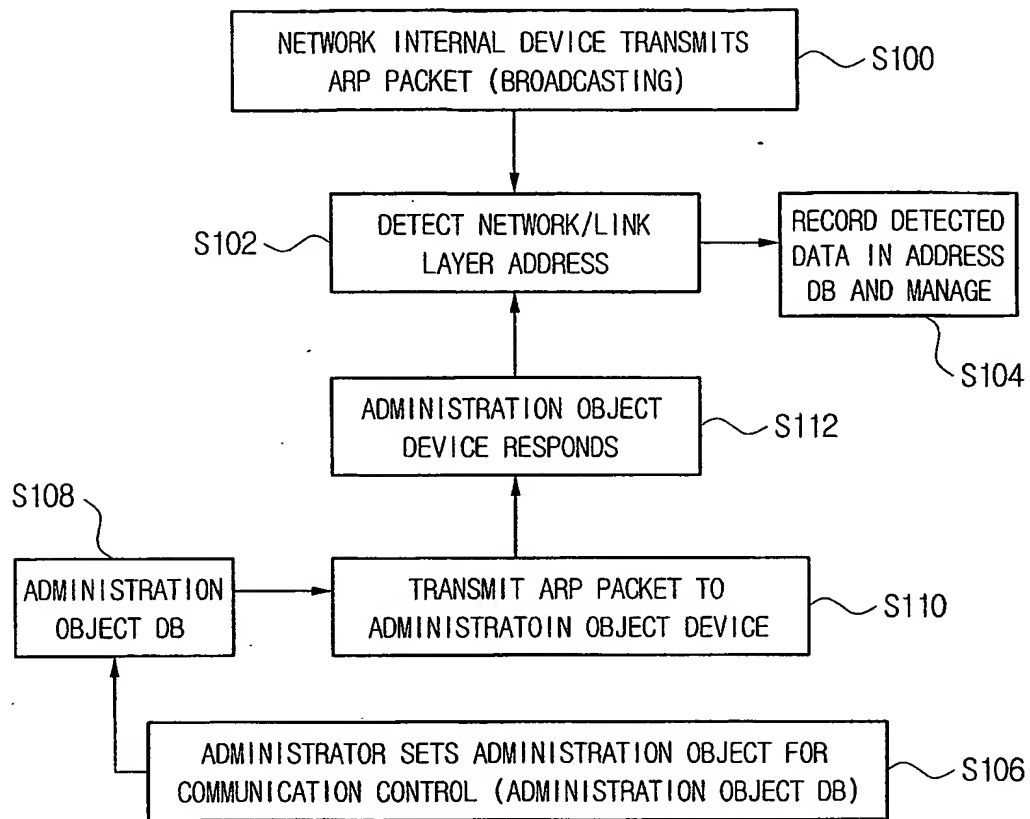 NETWORK INTERNAL DEVICE TRANSMITS
ARP PACKET (BROADCASTING)
S100
S102
DETECT NETWORK/LINK
LAYER ADDRESS
RECORD DETECTED
DATA IN ADDRESS
DB AND MANAGE
S104
ADMINISTRATION OBJECT
DEVICE RESPONDS
S112
S108
ADMINISTRATION
OBJECT DB
TRANSMIT ARP PACKET TO
ADMINISTRATOIN OBJECT DEVICE
S110
ADMINISTRATOR SETS ADMINISTRATION OBJECT FOR
COMMUNICATION CONTROL (ADMINISTRATION OBJECT DB)
S106